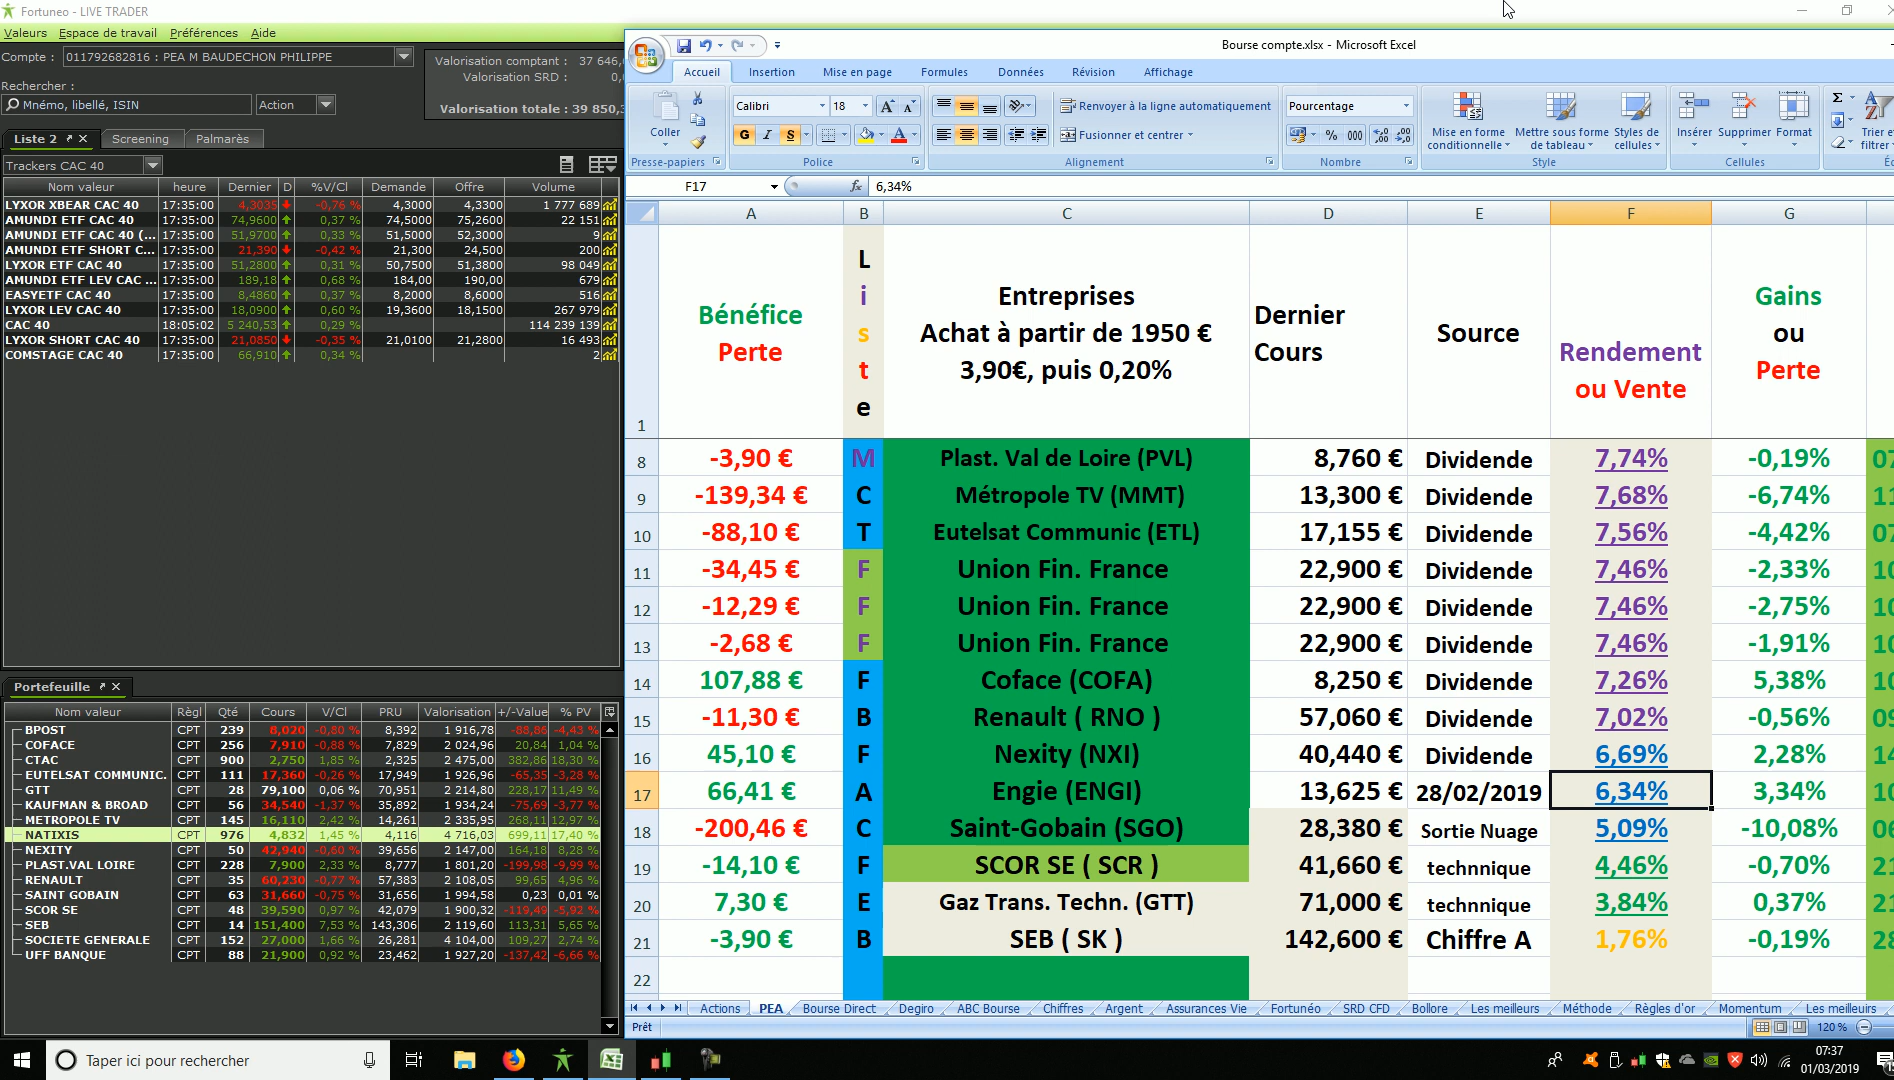 Fortuneo - LIVE TRADER
Valeurs Espace de travail Préférences Aide
Compte : 011792682816 : PEA M BAUDECHON PHILIPPE
Valorisation comptant : 37 646,
Valorisation SRD : 0,
Valorisation totale : 39 850,3
Rechercher :
Mnémo, libellé, ISIN Action
Liste 2 Screening Palmarès
Trackers CAC 40
Nom valeur heure Dernier D %V/Cl Demande Offre Volume
LYXOR XBEAR CAC 40 17:35:00 4,3035 -0,76 % 4,3000 4,3300 1 777 689
AMUNDI ETF CAC 40 17:35:00 74,9600 0,37 % 74,5000 75,2600 22 151
AMUNDI ETF CAC 40 (... 17:35:00 51,9700 0,33 % 51,5000 52,3000 9
AMUNDI ETF SHORT C... 17:35:00 21,390 -0,42 % 21,300 24,500 200
LYXOR ETF CAC 40 17:35:00 51,2800 0,31 % 50,7500 51,3800 98 049
AMUNDI ETF LEV CAC ... 17:35:00 189,18 0,68 % 184,00 190,00 679
EASYETF CAC 40 17:35:00 8,4860 0,37 % 8,2000 8,6000 516
LYXOR LEV CAC 40 17:35:00 18,0900 0,60 % 19,3600 18,1500 267 979
CAC 40 18:05:02 5 240,53 0,29 % 114 239 139
LYXOR SHORT CAC 40 17:35:00 21,0850 -0,35 % 21,0100 21,2800 16 493
COMSTAGE CAC 40 17:35:00 66,910 0,34 % 2
Portefeuille
Nom valeur Règl Qté Cours V/Cl PRU Valorisation +/-Value % PV
BPOST CPT 239 8,020 -0,80 % 8,392 1 916,78 -88,86 -4,43 %
COFACE CPT 256 7,910 -0,88 % 7,829 2 024,96 20,84 1,04 %
CTAC CPT 900 2,750 1,85 % 2,325 2 475,00 382,86 18,30 %
EUTELSAT COMMUNIC. CPT 111 17,360 -0,26 % 17,949 1 926,96 -65,35 -3,28 %
GTT CPT 28 79,100 0,06 % 70,951 2 214,80 228,17 11,49 %
KAUFMAN & BROAD CPT 56 34,540 -1,37 % 35,892 1 934,24 -75,69 -3,77 %
METROPOLE TV CPT 145 16,110 2,42 % 14,261 2 335,95 268,11 12,97 %
NATIXIS CPT 976 4,832 1,45 % 4,116 4 716,03 699,11 17,40 %
NEXITY CPT 50 42,940 -0,60 % 39,656 2 147,00 164,18 8,28 %
PLAST.VAL LOIRE CPT 228 7,900 2,33 % 8,777 1 801,20 -199,98 -9,99 %
RENAULT CPT 35 60,230 -0,77 % 57,383 2 108,05 99,65 4,96 %
SAINT GOBAIN CPT 63 31,660 -0,75 % 31,656 1 994,58 0,23 0,01 %
SCOR SE CPT 48 39,590 0,97 % 42,079 1 900,32 -119,49 -5,92 %
SEB CPT 14 151,400 7,53 % 143,306 2 119,60 113,31 5,65 %
SOCIETE GENERALE CPT 152 27,000 1,66 % 26,281 4 104,00 109,27 2,74 %
UFF BANQUE CPT 88 21,900 0,92 % 23,462 1 927,20 -137,42 -6,66 %
Bourse compte.xlsx - Microsoft Excel
Accueil Insertion Mise en page Formules Données Révision Affichage
Coller
Presse-papiers
Calibri 18
G I S
Police
Renvoyer à la ligne automatiquement
Fusionner et centrer
Alignement
Pourcentage
% 000
Nombre
Mise en forme conditionnelle Mettre sous forme de tableau Styles de cellules
Style
Insérer Supprimer Format
Cellules
Σ Trier et filtrer
F17 fx 6,34%
A B C D E F G
1
Bénéfice
Perte
L
i
s
t
e
Entreprises
Achat à partir de 1950 €
3,90€, puis 0,20%
Dernier
Cours
Source
Rendement
ou Vente
Gains
ou
Perte
8 -3,90 € M Plast. Val de Loire (PVL) 8,760 € Dividende 7,74% -0,19% 07
9 -139,34 € C Métropole TV (MMT) 13,300 € Dividende 7,68% -6,74% 11
10 -88,10 € T Eutelsat Communic (ETL) 17,155 € Dividende 7,56% -4,42% 07
11 -34,45 € F Union Fin. France 22,900 € Dividende 7,46% -2,33% 10
12 -12,29 € F Union Fin. France 22,900 € Dividende 7,46% -2,75% 10
13 -2,68 € F Union Fin. France 22,900 € Dividende 7,46% -1,91% 10
14 107,88 € F Coface (COFA) 8,250 € Dividende 7,26% 5,38% 10
15 -11,30 € B Renault ( RNO ) 57,060 € Dividende 7,02% -0,56% 09
16 45,10 € F Nexity (NXI) 40,440 € Dividende 6,69% 2,28% 14
17 66,41 € A Engie (ENGI) 13,625 € 28/02/2019 6,34% 3,34% 10
18 -200,46 € C Saint-Gobain (SGO) 28,380 € Sortie Nuage 5,09% -10,08% 06
19 -14,10 € F SCOR SE ( SCR ) 41,660 € technnique 4,46% -0,70% 21
20 7,30 € E Gaz Trans. Techn. (GTT) 71,000 € technnique 3,84% 0,37% 21
21 -3,90 € B SEB ( SK ) 142,600 € Chiffre A 1,76% -0,19% 28
22
Actions PEA Bourse Direct Degiro ABC Bourse Chiffres Argent Assurances Vie Fortunéo SRD CFD Bollore Les meilleurs Méthode Règles d'or Momentum Les meilleuirs
Prêt 120 %
Taper ici pour rechercher
07:37
01/03/2019